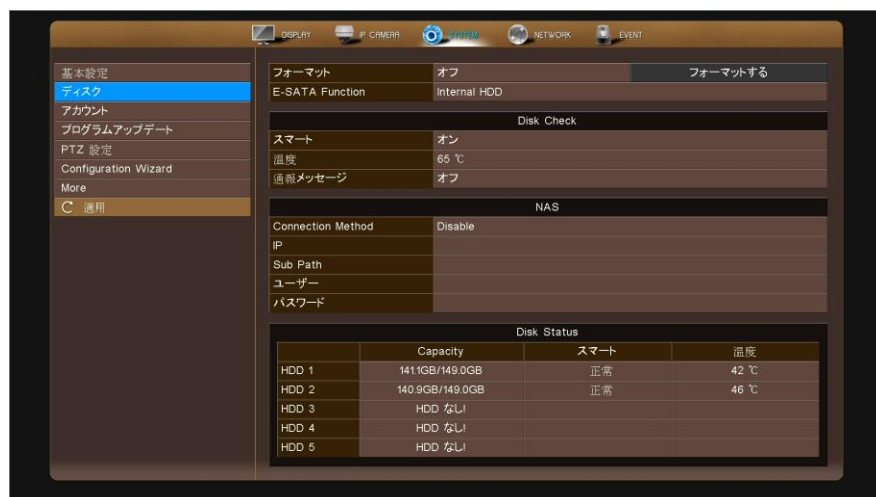 DISPLAY IP CAMERA SYSTEM NETWORK EVENT
基本設定
ディスク
アカウント
プログラムアップデート
PTZ 設定
Configuration Wizard
More
適用
フォーマット オフ フォーマットする
E-SATA Function Internal HDD
Disk Check
スマート オン
温度 65 ℃
通報メッセージ オフ
NAS
Connection Method Disable
IP
Sub Path
ユーザー
パスワード
Disk Status
Capacity スマート 温度
HDD 1 141.1GB/149.0GB 正常 42 ℃
HDD 2 140.9GB/149.0GB 正常 46 ℃
HDD 3 HDD なし!
HDD 4 HDD なし!
HDD 5 HDD なし!